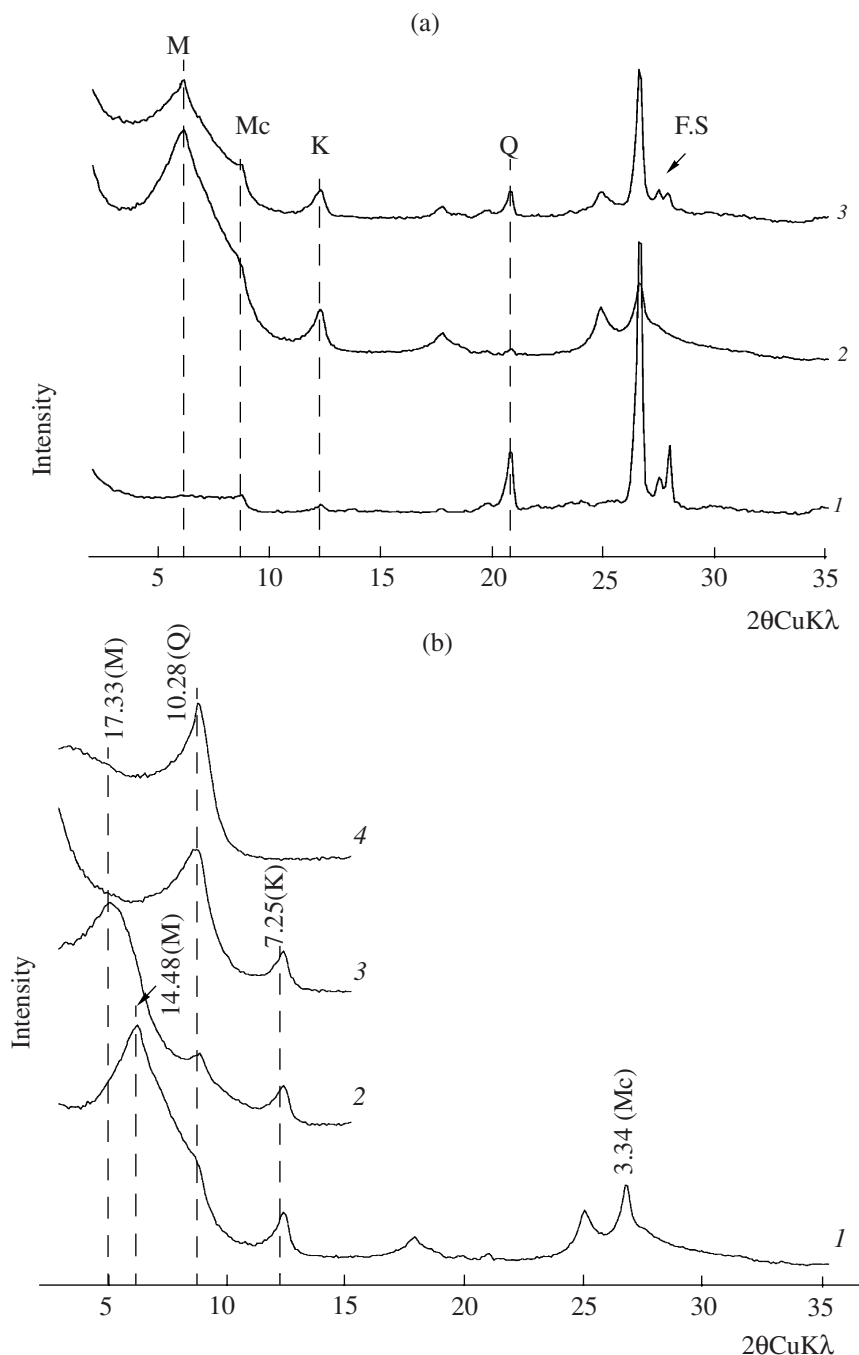 (a)
M
Mc
K
Q
F.S
3
2
1
Intensity
5 10 15 20 25 30 35
2θCuKλ
(b)
17.33(M)
10.28(Q)
14.48(M)
7.25(K)
3.34 (Mc)
4
3
2
1
Intensity
5 10 15 20 25 30 35
2θCuKλ